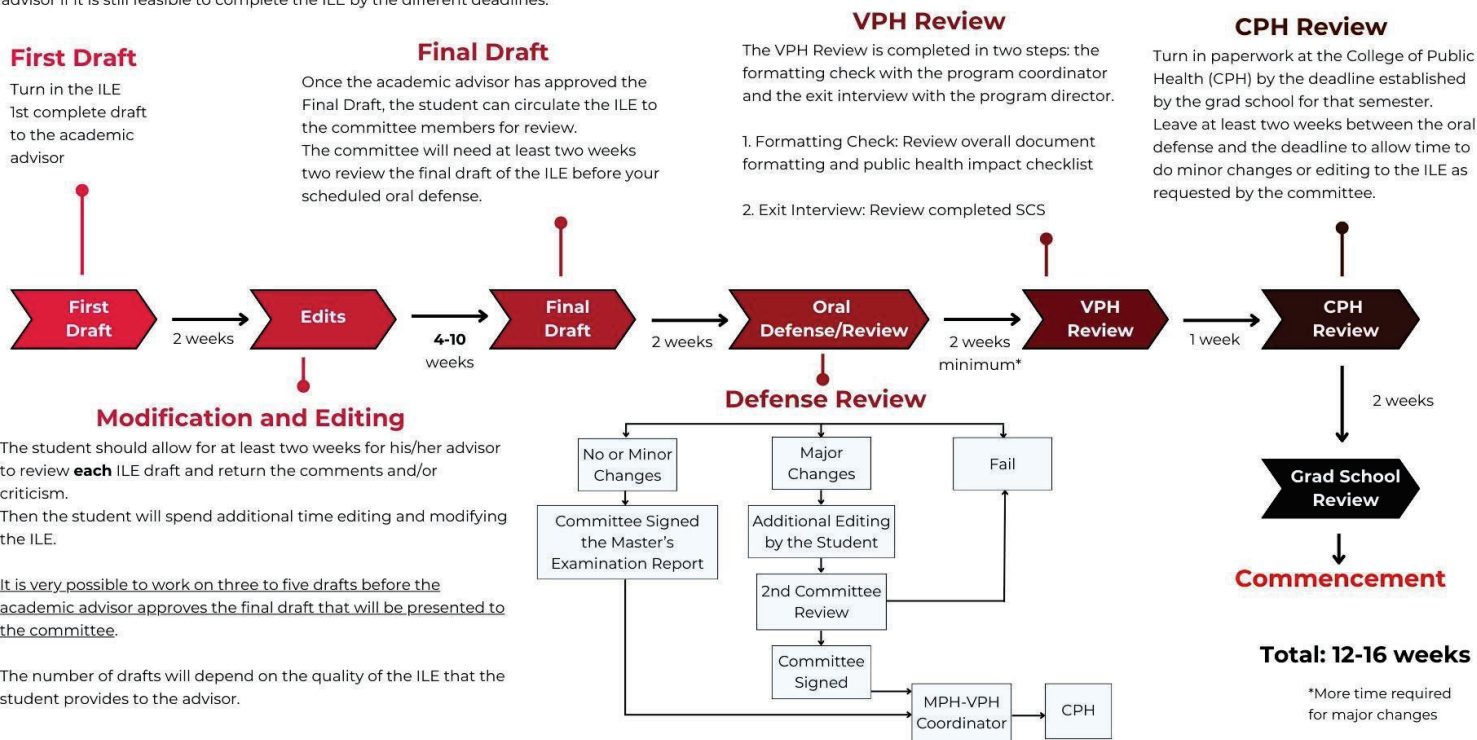 advisor if it is still feasible to complete the ILE by the different deadlines.
First Draft
Turn in the ILE
1st complete draft
to the academic
advisor
Final Draft
Once the academic advisor has approved the
Final Draft, the student can circulate the ILE to
the committee members for review.
The committee will need at least two weeks
two review the final draft of the ILE before your
scheduled oral defense.
VPH Review
The VPH Review is completed in two steps: the
formatting check with the program coordinator
and the exit interview with the program director.
1. Formatting Check: Review overall document
formatting and public health impact checklist
2. Exit Interview: Review completed SCS
CPH Review
Turn in paperwork at the College of Public
Health (CPH) by the deadline established
by the grad school for that semester.
Leave at least two weeks between the oral
defense and the deadline to allow time to
do minor changes or editing to the ILE as
requested by the committee.
First
Draft
2 weeks
Edits
4-10
weeks
Final
Draft
2 weeks
Oral
Defense/Review
2 weeks
minimum*
VPH
Review
1 week
CPH
Review
2 weeks
Grad School
Review
Commencement
Total: 12-16 weeks
*More time required
for major changes
Modification and Editing
The student should allow for at least two weeks for his/her advisor
to review each ILE draft and return the comments and/or
criticism.
Then the student will spend additional time editing and modifying
the ILE.
It is very possible to work on three to five drafts before the
academic advisor approves the final draft that will be presented to
the committee.
The number of drafts will depend on the quality of the ILE that the
student provides to the advisor.
Defense Review
No or Minor
Changes
Committee Signed
the Master's
Examination Report
Major
Changes
Additional Editing
by the Student
2nd Committee
Review
Committee
Signed
Fail
MPH-VPH
Coordinator
CPH